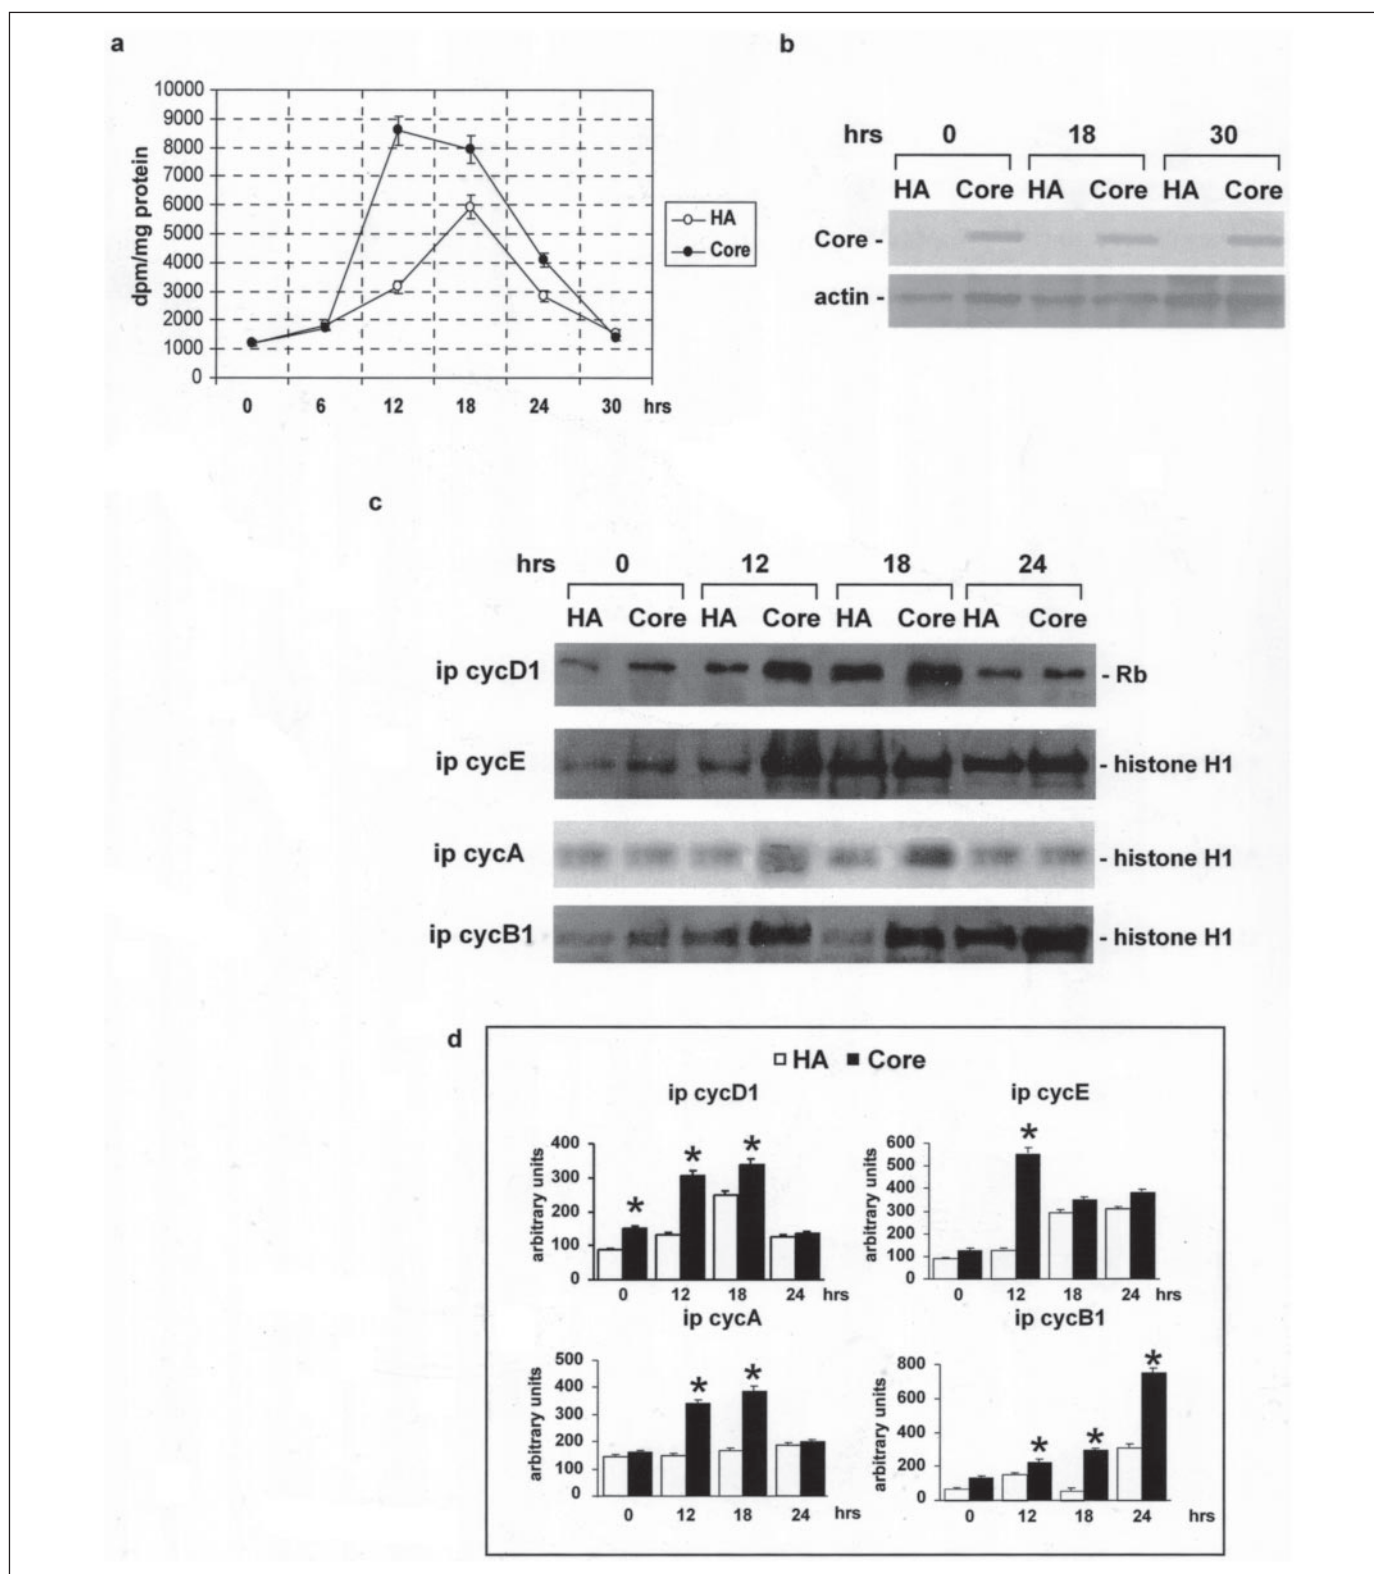 a
10000
9000
8000
7000
6000
5000
4000
3000
2000
1000
0
dpm/mg protein
0 6 12 18 24 30 hrs
HA
Core
b
hrs 0 18 30
HA Core HA Core HA Core
Core -
actin -
c
hrs 0 12 18 24
HA Core HA Core HA Core HA Core
ip cycD1 - Rb
ip cycE - histone H1
ip cycA - histone H1
ip cycB1 - histone H1
d
HA Core
ip cycD1
arbitrary units
400
300
200
100
0
* * *
0 12 18 24 hrs
ip cycE
arbitrary units
600
500
400
300
200
100
0
*
0 12 18 24 hrs
ip cycA
arbitrary units
500
400
300
200
100
0
* *
0 12 18 24 hrs
ip cycB1
arbitrary units
800
600
400
200
0
* * *
0 12 18 24 hrs